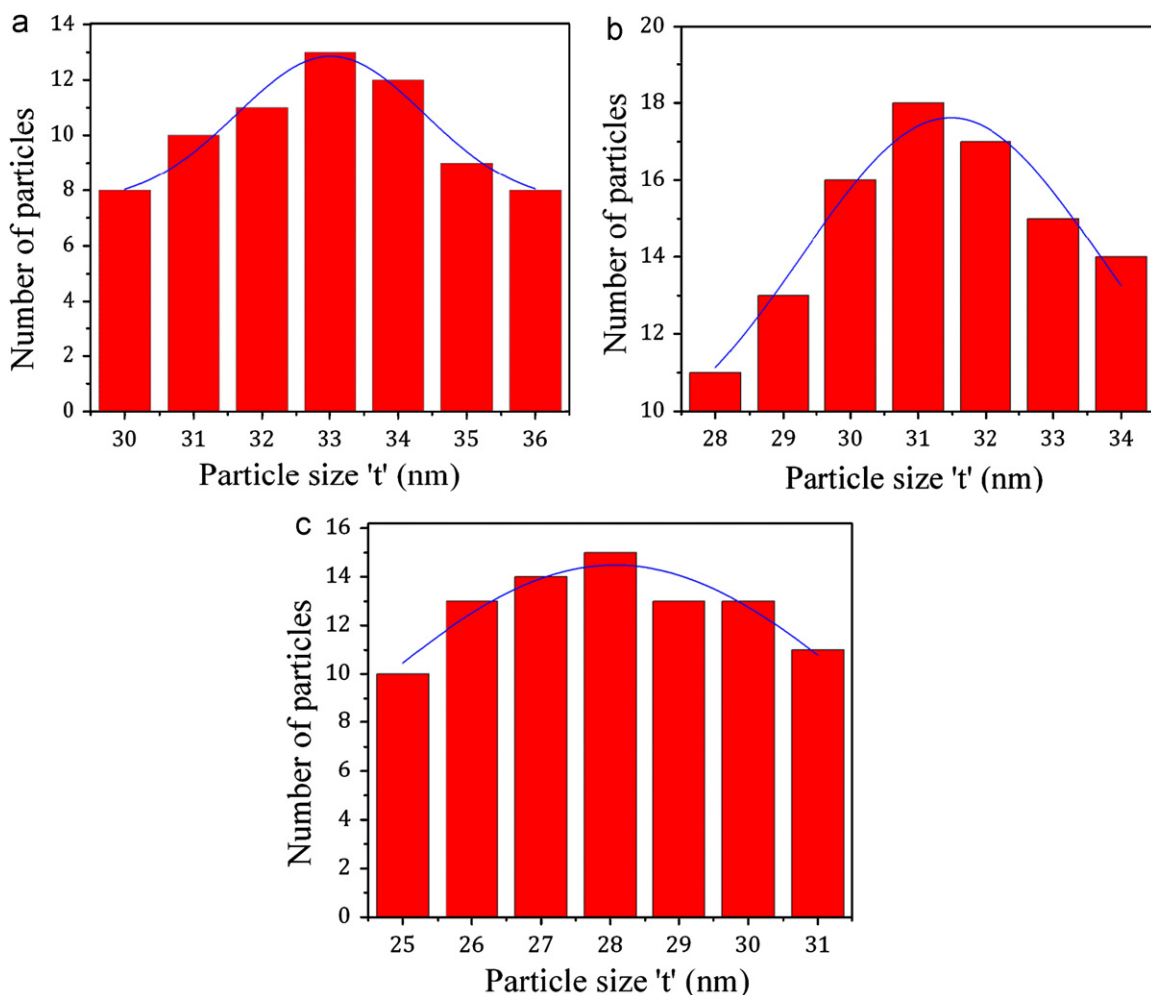 a
14
12
10
8
6
4
2
0
Number of particles
30 31 32 33 34 35 36
Particle size 't' (nm)
b
20
18
16
14
12
10
Number of particles
28 29 30 31 32 33 34
Particle size 't' (nm)
c
16
14
12
10
8
6
4
2
0
Number of particles
25 26 27 28 29 30 31
Particle size 't' (nm)